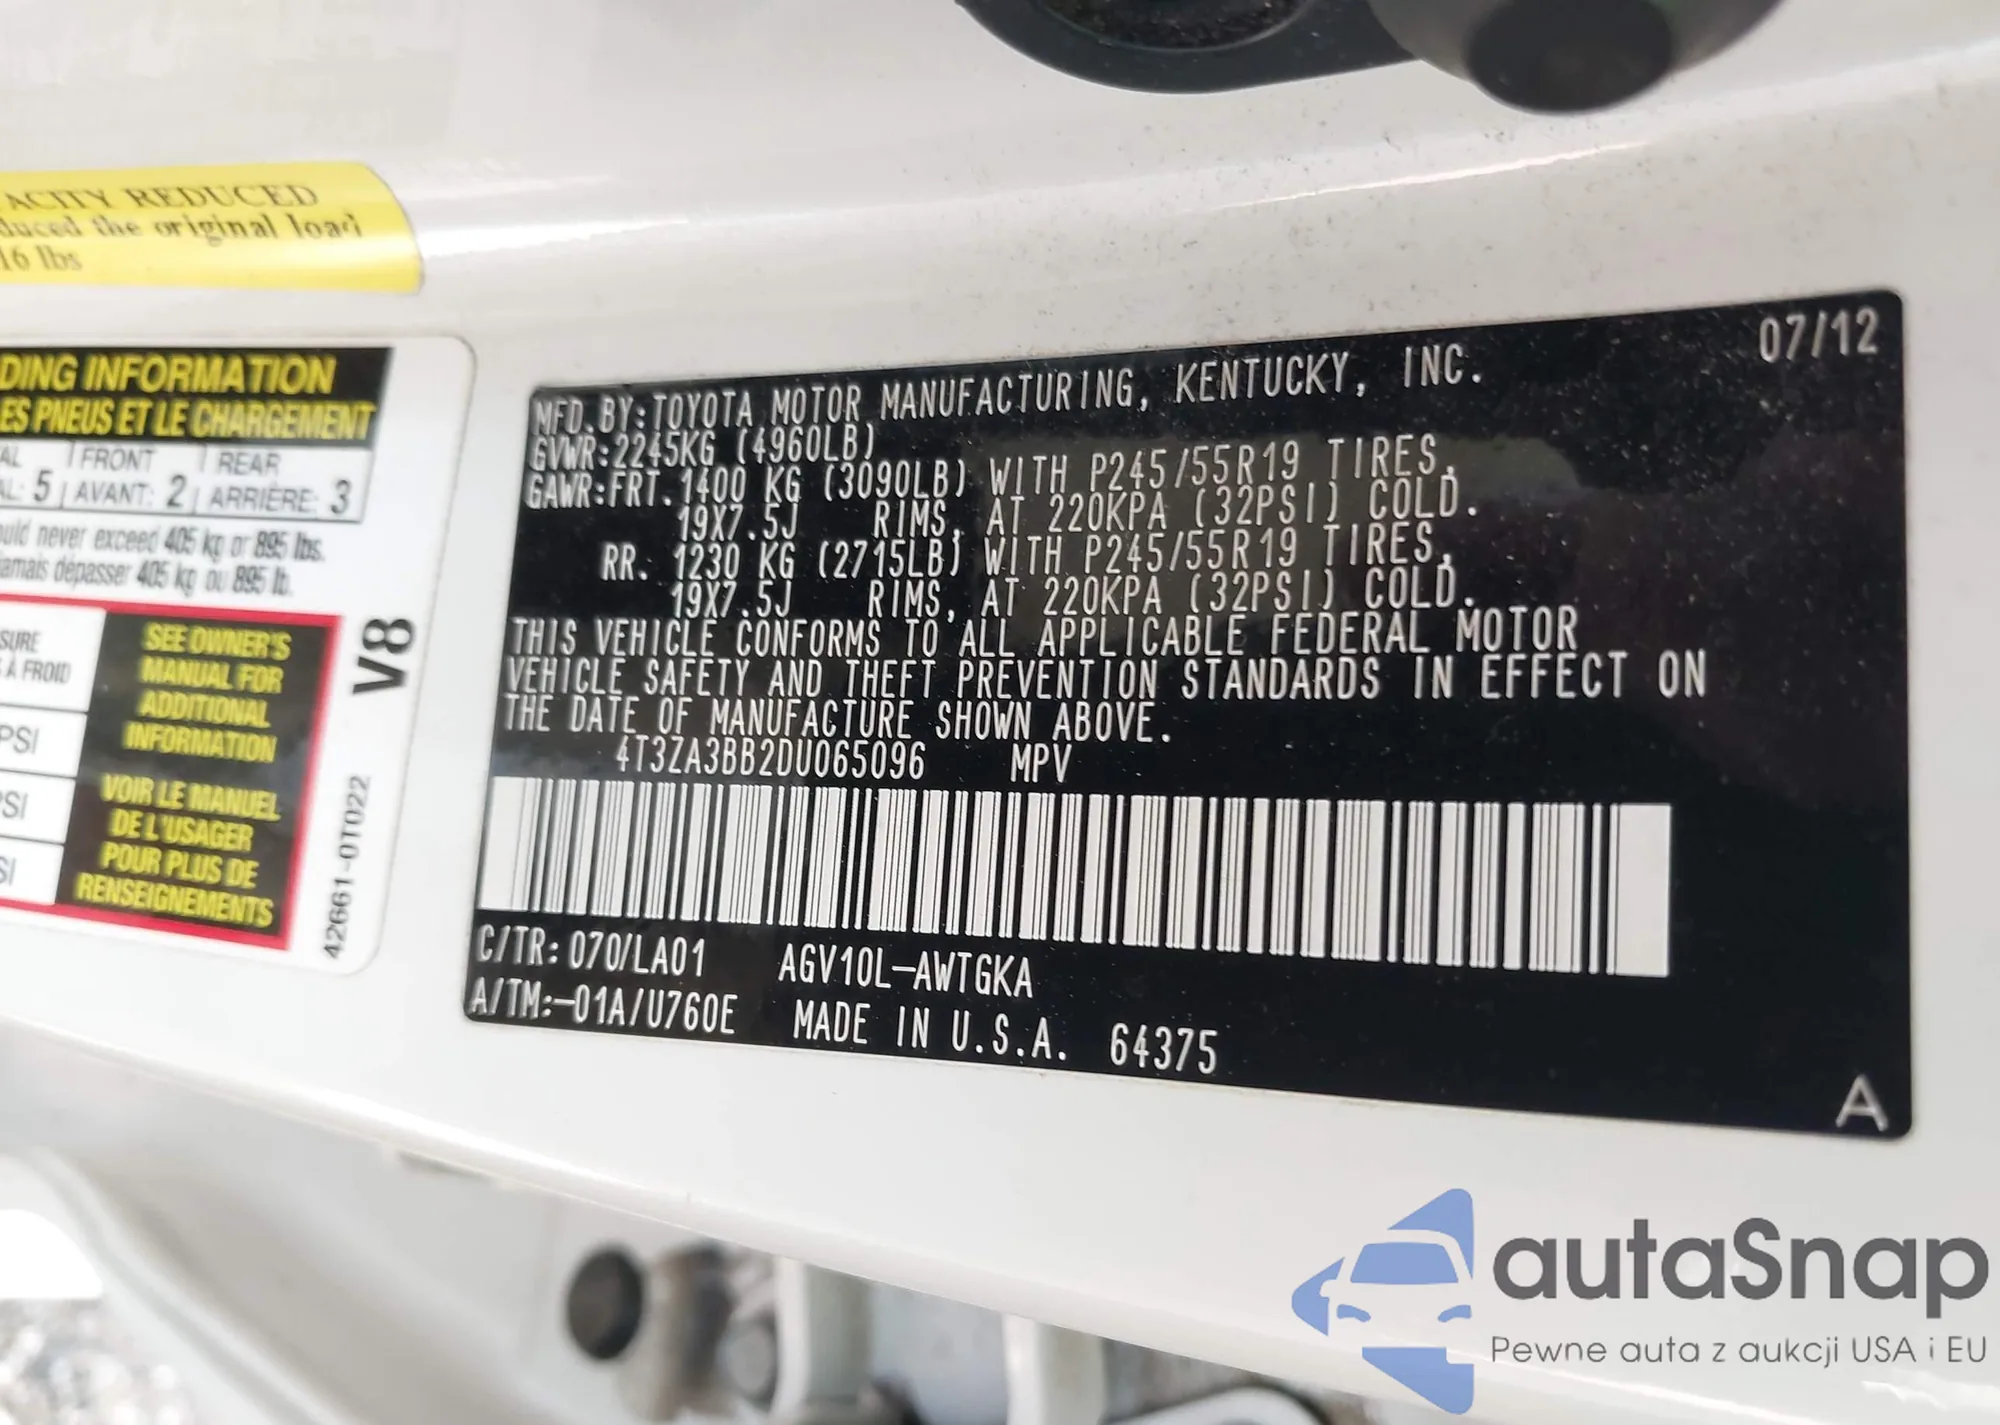 ACITY REDUCED
duced the original load
16 lbs
DING INFORMATION
LES PNEUS ET LE CHARGEMENT
AL | FRONT | REAR
AL: 5 | AVANT: 2 | ARRIÈRE: 3
ould never exceed 405 kg or 895 lbs.
jamais dépasser 405 kg ou 895 lb.
SURE
À FROID
PSI
PSI
SI
SEE OWNER'S
MANUAL FOR
ADDITIONAL
INFORMATION
VOIR LE MANUEL
DE L'USAGER
POUR PLUS DE
RENSEIGNEMENTS
V8
42661-0T022
07/12
MFD.BY:TOYOTA MOTOR MANUFACTURING, KENTUCKY, INC.
GVWR:2245KG (4960LB)
GAWR:FRT.1400 KG (3090LB) WITH P245/55R19 TIRES,
19X7.5J RIMS, AT 220KPA (32PSI) COLD.
RR. 1230 KG (2715LB) WITH P245/55R19 TIRES,
19X7.5J RIMS, AT 220KPA (32PSI) COLD.
THIS VEHICLE CONFORMS TO ALL APPLICABLE FEDERAL MOTOR
VEHICLE SAFETY AND THEFT PREVENTION STANDARDS IN EFFECT ON
THE DATE OF MANUFACTURE SHOWN ABOVE.
4T3ZA3BB2DU065096 MPV
C/TR:070/LA01 AGV10L-AWTGKA
A/TM:-01A/U760E MADE IN U.S.A. 64375
A
autaSnap
Pewne auta z aukcji USA i EU